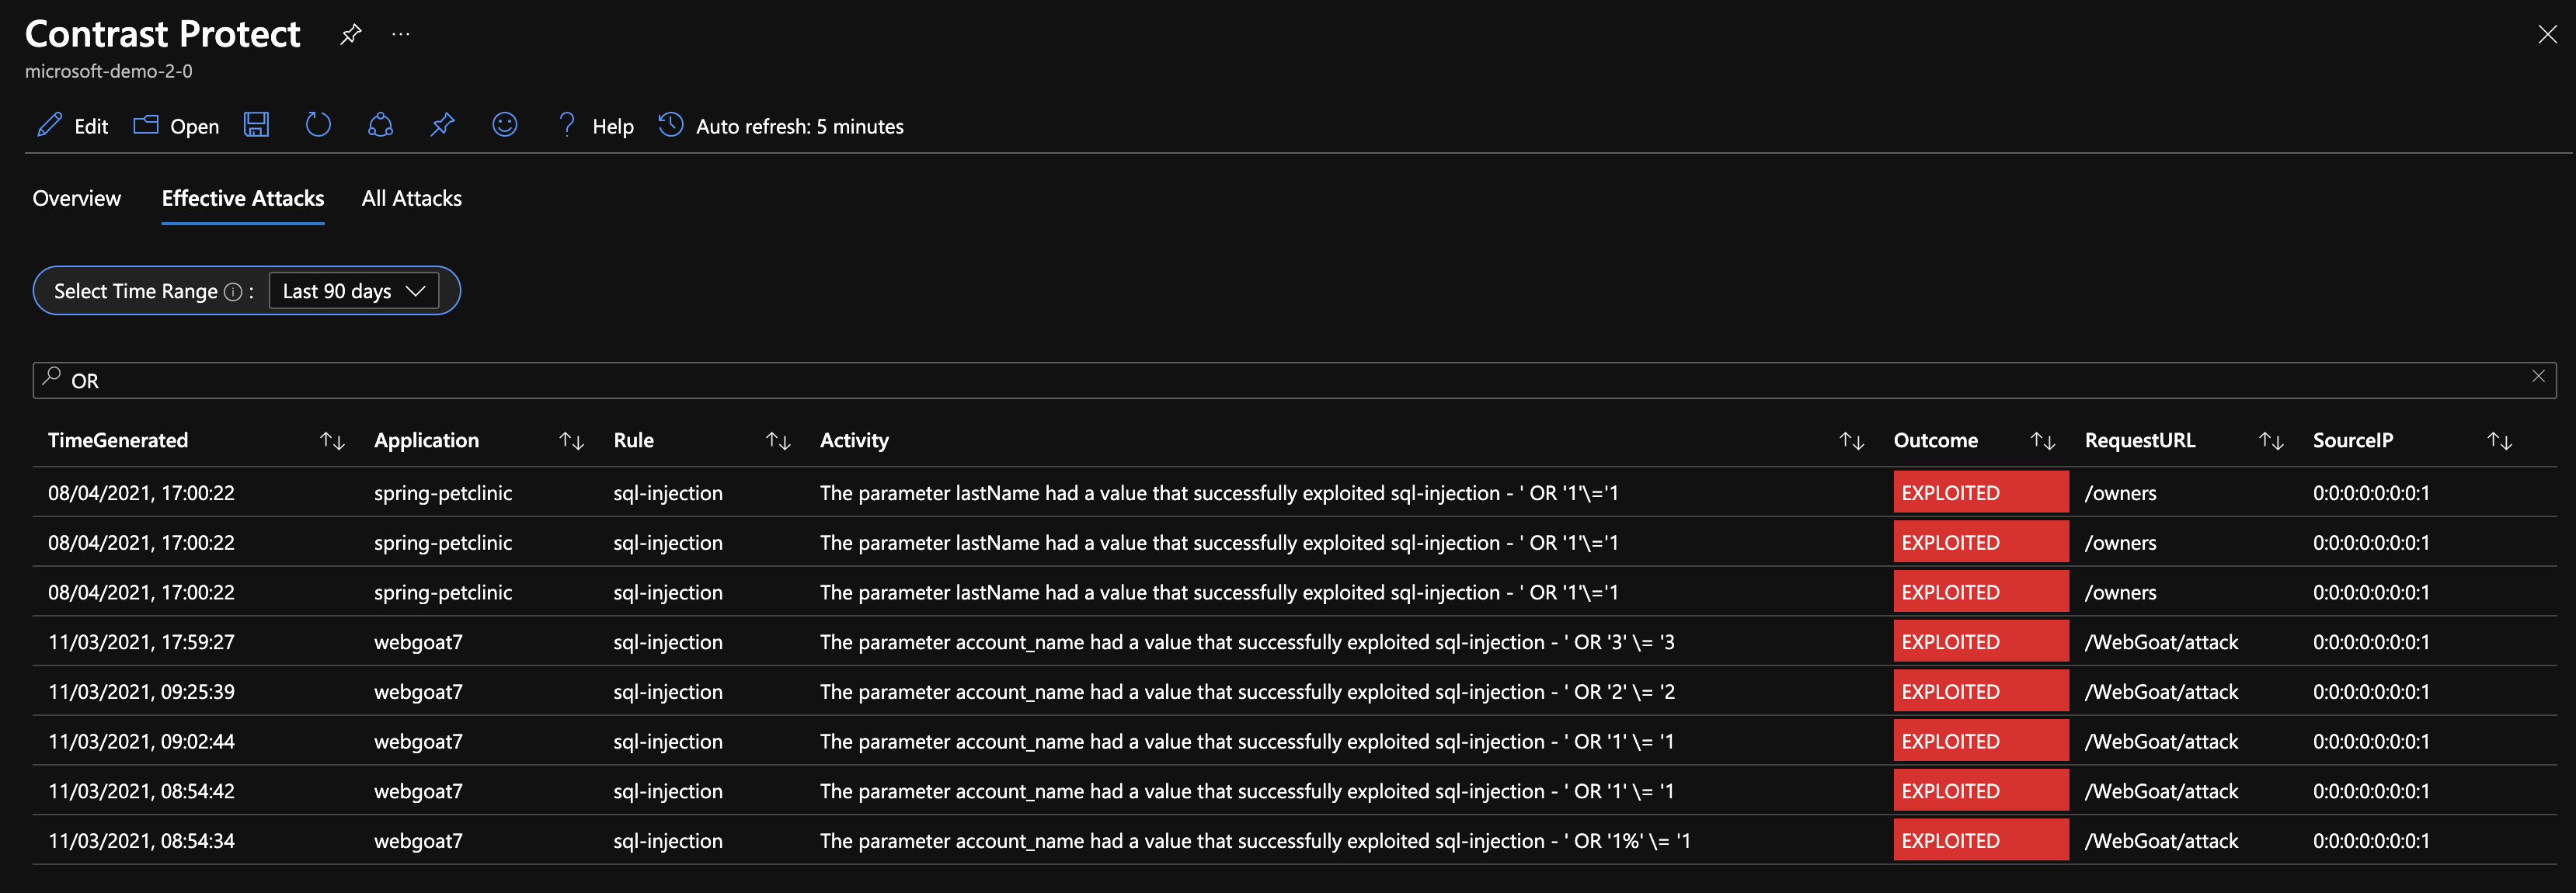 Contrast Protect
microsoft-demo-2-0
Edit Open Help Auto refresh: 5 minutes
Overview Effective Attacks All Attacks
Select Time Range : Last 90 days
OR
TimeGenerated Application Rule Activity Outcome RequestURL SourceIP
08/04/2021, 17:00:22 spring-petclinic sql-injection The parameter lastName had a value that successfully exploited sql-injection - ' OR '1'\='1 EXPLOITED /owners 0:0:0:0:0:0:0:1
08/04/2021, 17:00:22 spring-petclinic sql-injection The parameter lastName had a value that successfully exploited sql-injection - ' OR '1'\='1 EXPLOITED /owners 0:0:0:0:0:0:0:1
08/04/2021, 17:00:22 spring-petclinic sql-injection The parameter lastName had a value that successfully exploited sql-injection - ' OR '1'\='1 EXPLOITED /owners 0:0:0:0:0:0:0:1
11/03/2021, 17:59:27 webgoat7 sql-injection The parameter account_name had a value that successfully exploited sql-injection - ' OR '3' \= '3 EXPLOITED /WebGoat/attack 0:0:0:0:0:0:0:1
11/03/2021, 09:25:39 webgoat7 sql-injection The parameter account_name had a value that successfully exploited sql-injection - ' OR '2' \= '2 EXPLOITED /WebGoat/attack 0:0:0:0:0:0:0:1
11/03/2021, 09:02:44 webgoat7 sql-injection The parameter account_name had a value that successfully exploited sql-injection - ' OR '1' \= '1 EXPLOITED /WebGoat/attack 0:0:0:0:0:0:0:1
11/03/2021, 08:54:42 webgoat7 sql-injection The parameter account_name had a value that successfully exploited sql-injection - ' OR '1' \= '1 EXPLOITED /WebGoat/attack 0:0:0:0:0:0:0:1
11/03/2021, 08:54:34 webgoat7 sql-injection The parameter account_name had a value that successfully exploited sql-injection - ' OR '1%' \= '1 EXPLOITED /WebGoat/attack 0:0:0:0:0:0:0:1